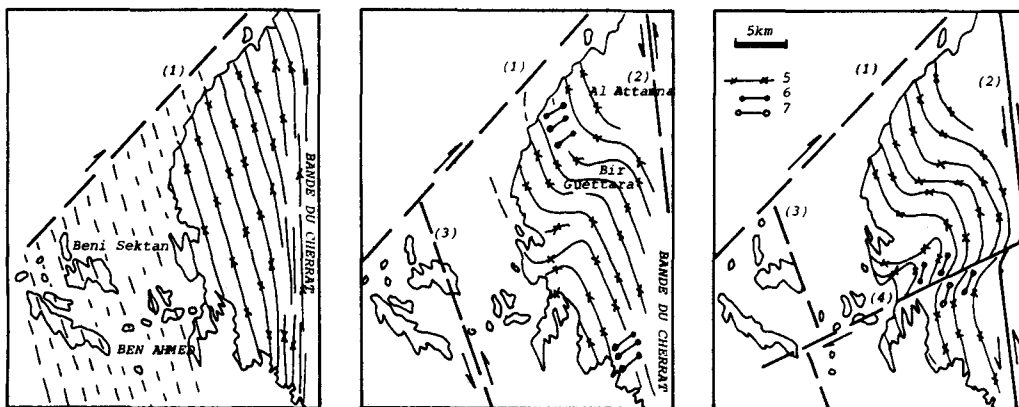 (1)
Beni Sektan
BEN AHMED
BANDE DU CHERRAT
(1)
(2)
Al Attamna
Bir
Guettara
(3)
BANDE DU CHERRAT
5km
5
6
7
(1)
(2)
(3)
(4)